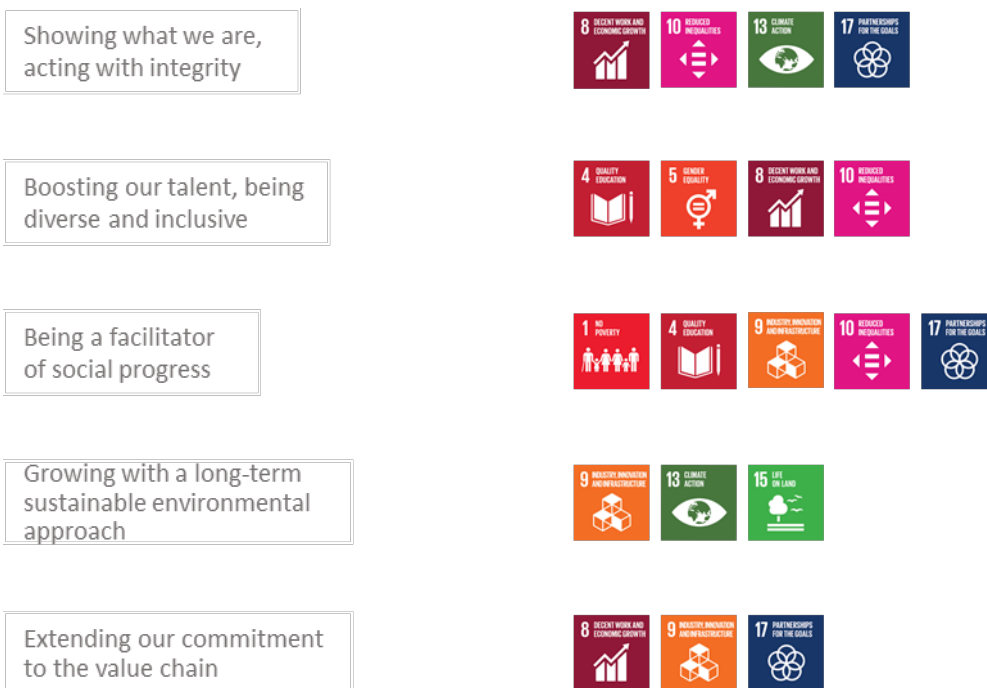 Showing what we are,
acting with integrity
8 DECENT WORK AND
ECONOMIC GROWTH
10 REDUCED
INEQUALITIES
13 CLIMATE
ACTION
17 PARTNERSHIPS
FOR THE GOALS
Boosting our talent, being
diverse and inclusive
4 QUALITY
EDUCATION
5 GENDER
EQUALITY
8 DECENT WORK AND
ECONOMIC GROWTH
10 REDUCED
INEQUALITIES
Being a facilitator
of social progress
1 NO
POVERTY
4 QUALITY
EDUCATION
9 INDUSTRY, INNOVATION
AND INFRASTRUCTURE
10 REDUCED
INEQUALITIES
17 PARTNERSHIPS
FOR THE GOALS
Growing with a long-term
sustainable environmental
approach
9 INDUSTRY, INNOVATION
AND INFRASTRUCTURE
13 CLIMATE
ACTION
15 LIFE
ON LAND
Extending our commitment
to the value chain
8 DECENT WORK AND
ECONOMIC GROWTH
9 INDUSTRY, INNOVATION
AND INFRASTRUCTURE
17 PARTNERSHIPS
FOR THE GOALS